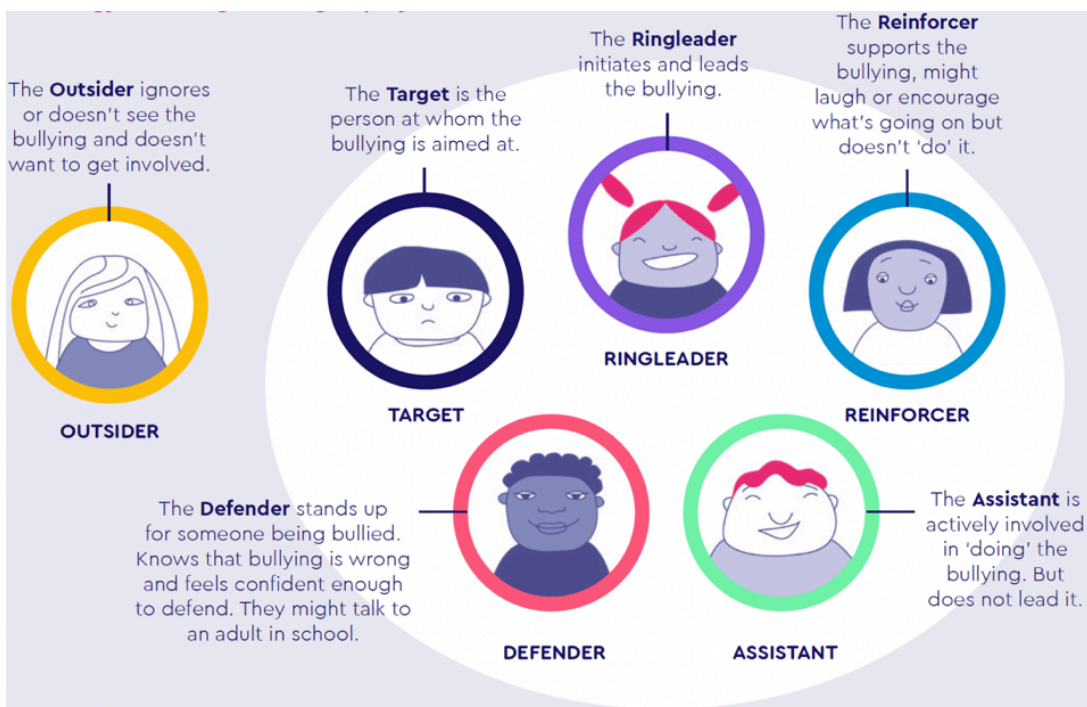 The Outsider ignores
or doesn't see the
bullying and doesn't
want to get involved.
OUTSIDER
The Target is the
person at whom the
bullying is aimed at.
TARGET
The Ringleader
initiates and leads
the bullying.
RINGLEADER
The Reinforcer
supports the
bullying, might
laugh or encourage
what's going on but
doesn't 'do' it.
REINFORCER
The Defender stands up
for someone being bullied.
Knows that bullying is wrong
and feels confident enough
to defend. They might talk to
an adult in school.
DEFENDER
The Assistant is
actively involved
in 'doing' the
bullying. But
does not lead it.
ASSISTANT